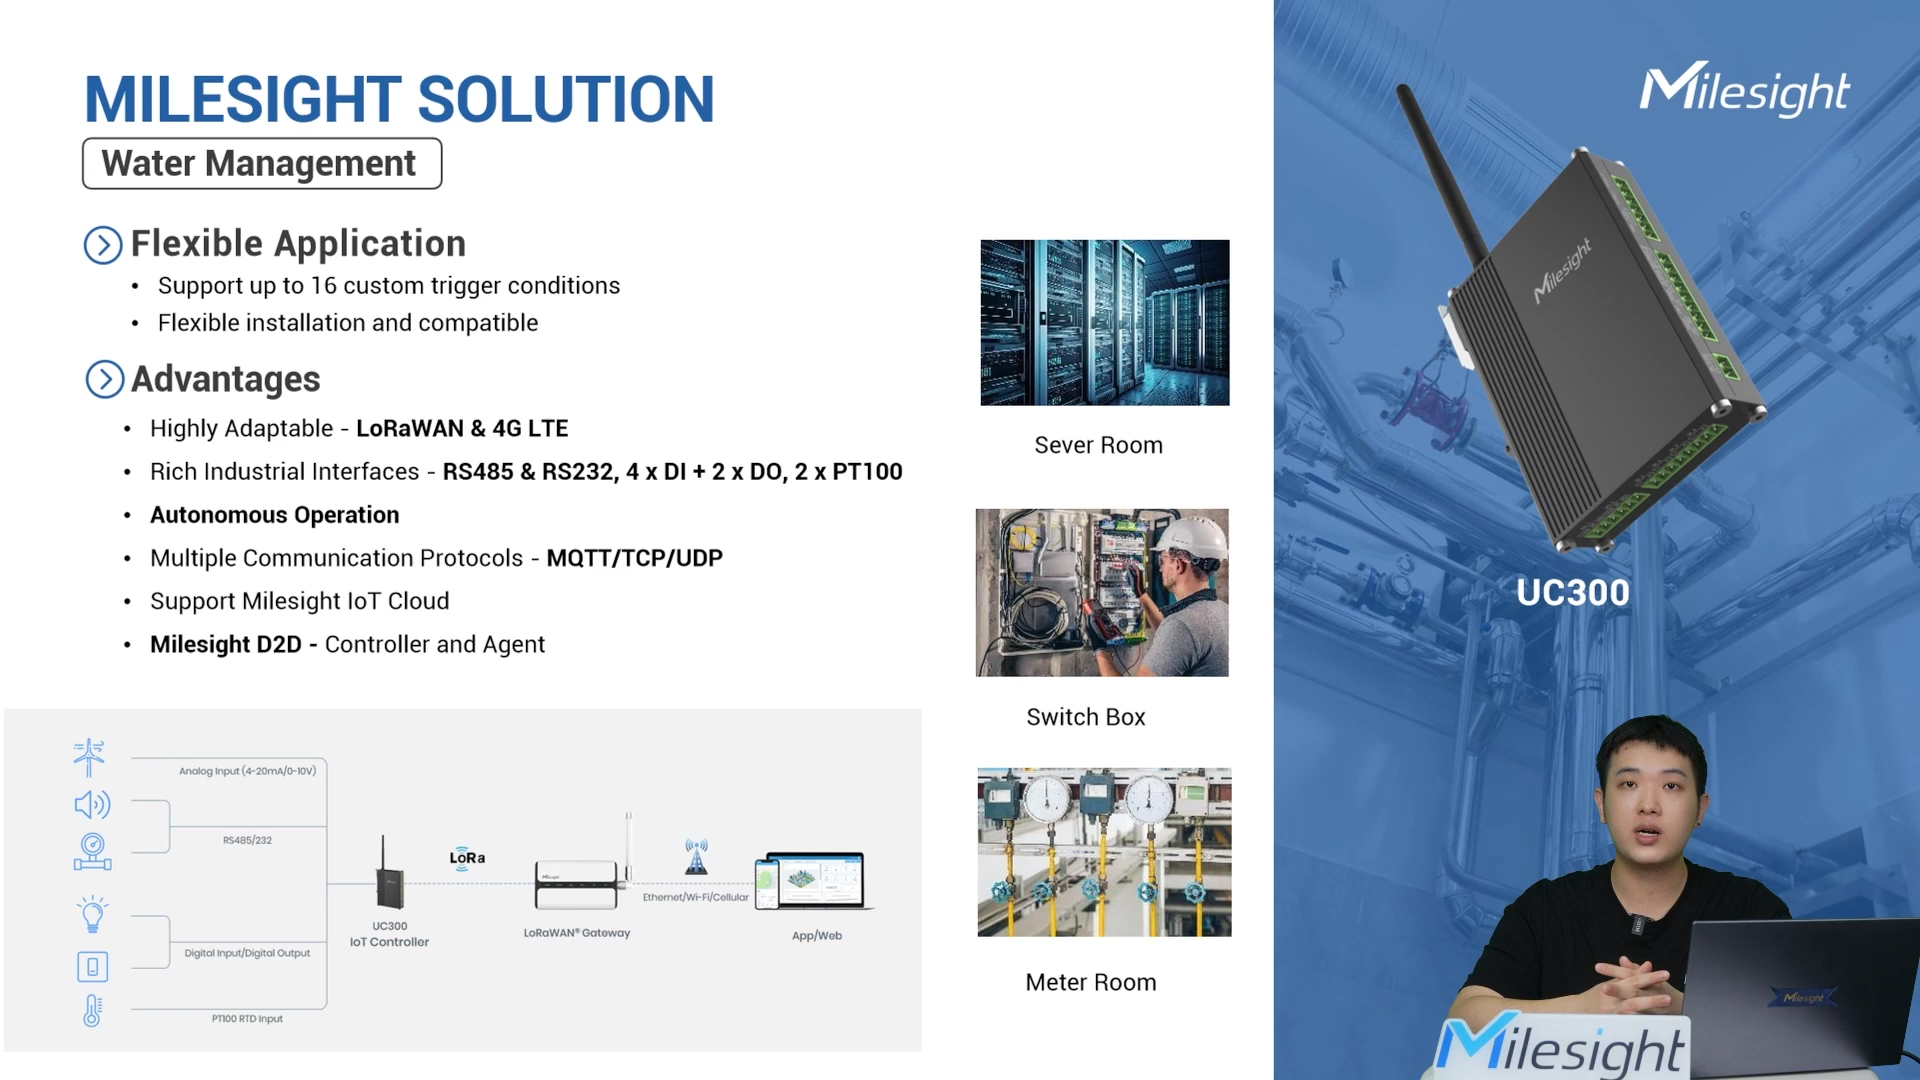 MILESIGHT SOLUTION
Water Management
Flexible Application
• Support up to 16 custom trigger conditions
• Flexible installation and compatible
Advantages
• Highly Adaptable - LoRaWAN & 4G LTE
• Rich Industrial Interfaces - RS485 & RS232, 4 x DI + 2 x DO, 2 x PT100
• Autonomous Operation
• Multiple Communication Protocols - MQTT/TCP/UDP
• Support Milesight IoT Cloud
• Milesight D2D - Controller and Agent
Analog Input (4-20mA/0-10V)
RS485/232
Digital Input/Digital Output
PT100 RTD Input
UC300
IoT Controller
LoRa
Milesight
LoRaWAN® Gateway
Ethernet/Wi-Fi/Cellular
App/Web
Sever Room
Switch Box
Meter Room
Milesight
Milesight
UC300
Milesight
Milesight